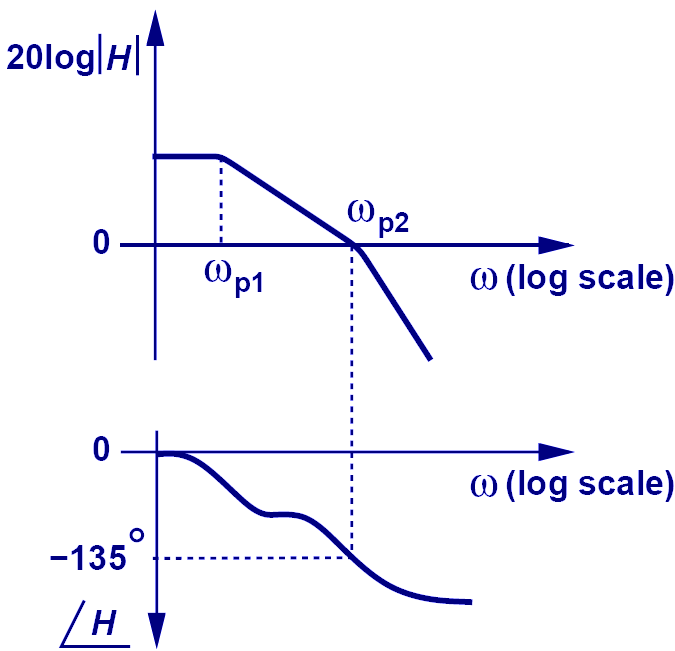 20log|H|
0
ωp2
ωp1
ω (log scale)
0
ω (log scale)
−135°
∠H